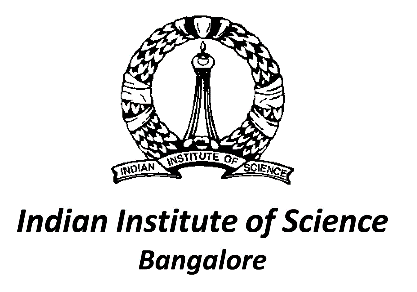 INDIAN INSTITUTE OF SCIENCE
Indian Institute of Science
Bangalore